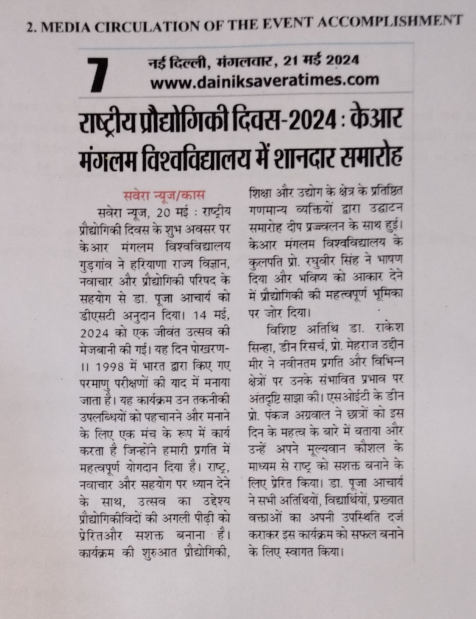 2. MEDIA CIRCULATION OF THE EVENT ACCOMPLISHMENT
7
नई दिल्ली, मंगलवार, 21 मई 2024
www.dainiksaveratimes.com
राष्ट्रीय प्रौद्योगिकी दिवस-2024 : केआर
मंगलम विश्वविद्यालय में शानदार समारोह
सवेरा न्यूज/कास
सवेरा न्यूज, 20 मई : राष्ट्रीय
प्रौद्योगिकी दिवस के शुभ अवसर पर
केआर मंगलम विश्वविद्यालय
गुड़गांव ने हरियाणा राज्य विज्ञान,
नवाचार और प्रौद्योगिकी परिषद के
सहयोग से डा. पूजा आचार्य को
डीएसटी अनुदान दिया। 14 मई,
2024 को एक जीवंत उत्सव की
मेजबानी की गई। यह दिन पोखरण-
।। 1998 में भारत द्वारा किए गए
परमाणु परीक्षणों की याद में मनाया
जाता है। यह कार्यक्रम उन तकनीकी
उपलब्धियों को पहचानने और मनाने
के लिए एक मंच के रूप में कार्य
करता है जिन्होंने हमारी प्रगति में
महत्वपूर्ण योगदान दिया है। राष्ट्र,
नवाचार और सहयोग पर ध्यान देने
के साथ, उत्सव का उद्देश्य
प्रौद्योगिकीविदों की अगली पीढ़ी को
प्रेरितऔर सशक्त बनाना है।
कार्यक्रम की शुरुआत प्रौद्योगिकी,
शिक्षा और उद्योग के क्षेत्र के प्रतिष्ठित
गणमान्य व्यक्तियों द्वारा उद्घाटन
समारोह दीप प्रज्ज्वलन के साथ हुई।
केआर मंगलम विश्वविद्यालय के
कुलपति प्रो. रघुवीर सिंह ने भाषण
दिया और भविष्य को आकार देने
में प्रौद्योगिकी की महत्वपूर्ण भूमिका
पर जोर दिया।
विशिष्ट अतिथि डा. राकेश
सिन्हा, डीन रिसर्च, प्रो. मेहराज उद्दीन
मीर ने नवीनतम प्रगति और विभिन्न
क्षेत्रों पर उनके संभावित प्रभाव पर
अंतदृष्टि साझा की। एसओईटी के डीन
प्रो. पंकज अग्रवाल ने छात्रों को इस
दिन के महत्व के बारे में बताया और
उन्हें अपने मूल्यवान कौशल के
माध्यम से राष्ट्र को सशक्त बनाने के
लिए प्रेरित किया। डा. पूजा आचार्य
ने सभी अतिथियों, विद्यार्थियों, प्रख्यात
वक्ताओं का अपनी उपस्थिति दर्ज
कराकर इस कार्यक्रम को सफल बनाने
के लिए स्वागत किया।